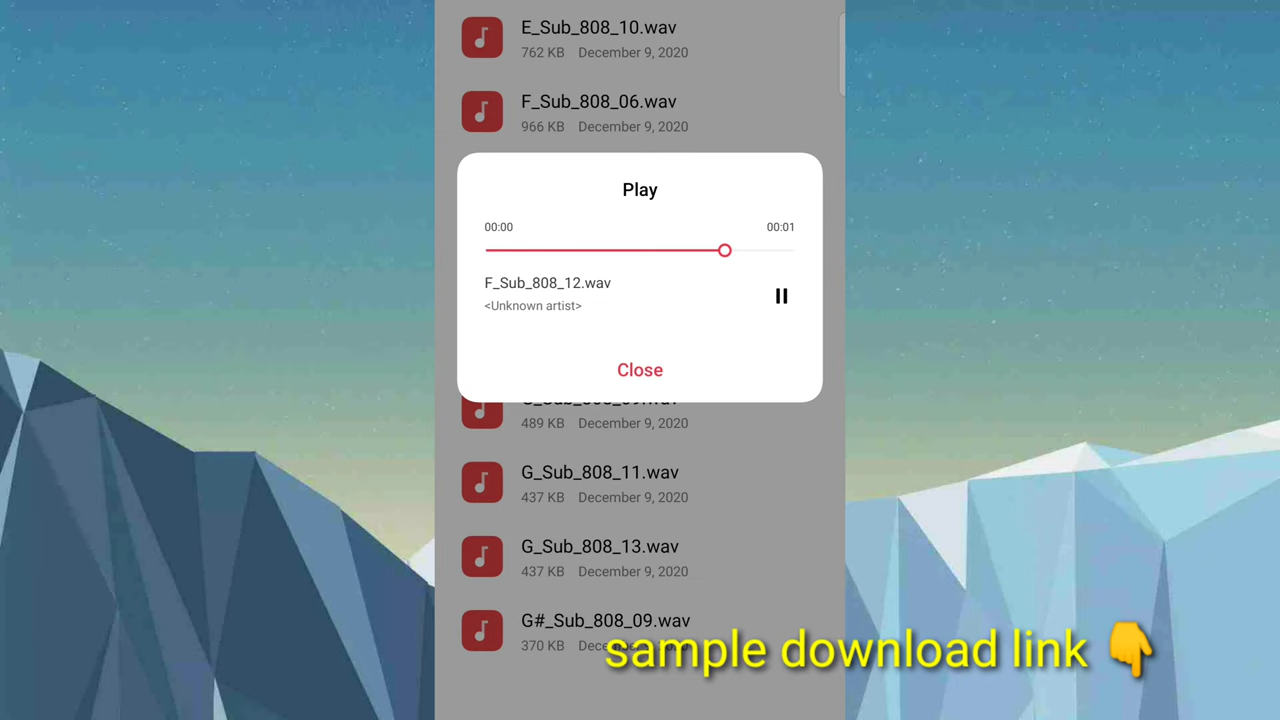 E_Sub_808_10.wav
762 KB December 9, 2020
F_Sub_808_06.wav
966 KB December 9, 2020
Play
00:00 00:01
F_Sub_808_12.wav
<Unknown artist>
Close
489 KB December 9, 2020
G_Sub_808_11.wav
437 KB December 9, 2020
G_Sub_808_13.wav
437 KB December 9, 2020
G#_Sub_808_09.wav
370 KB
sample download link 👇